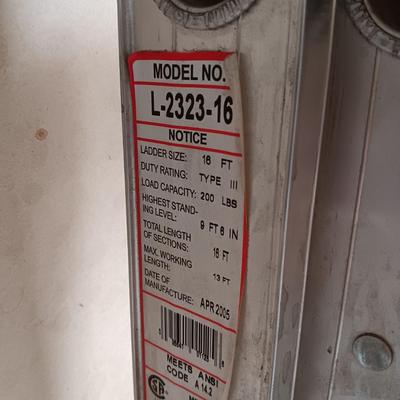 MODEL NO.
L-2323-16
NOTICE
LADDER SIZE: 16 FT
DUTY RATING: TYPE III
LOAD CAPACITY: 200 LBS
HIGHEST STAND-
ING LEVEL: 9 FT 6 IN
TOTAL LENGTH
OF SECTIONS: 16 FT
MAX. WORKING
LENGTH: 13 FT
DATE OF
MANUFACTURE: APR 2005
MEETS ANSI
CODE A 14.2